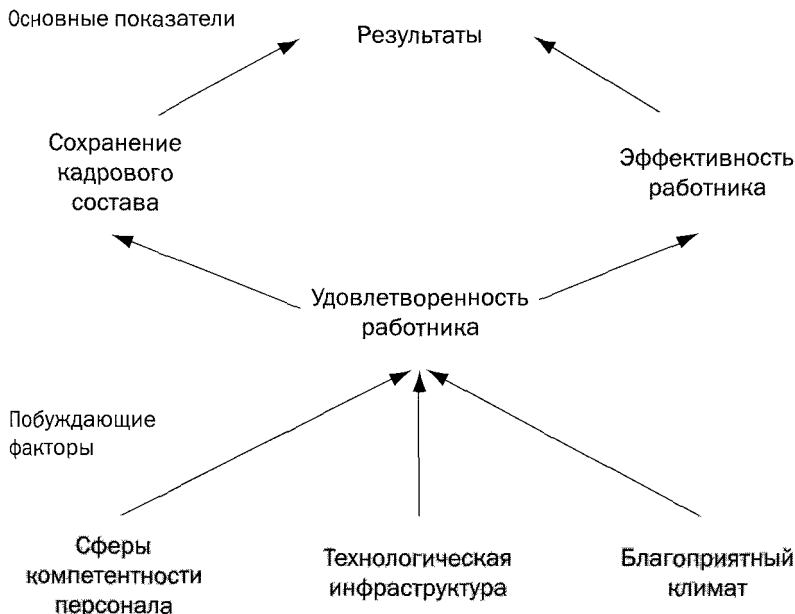 Основные показатели
Результаты
Сохранение
кадрового
состава
Эффективность
работника
Удовлетворенность
работника
Побуждающие
факторы
Сферы
компетентности
персонала
Технологическая
инфраструктура
Благоприятный
климат